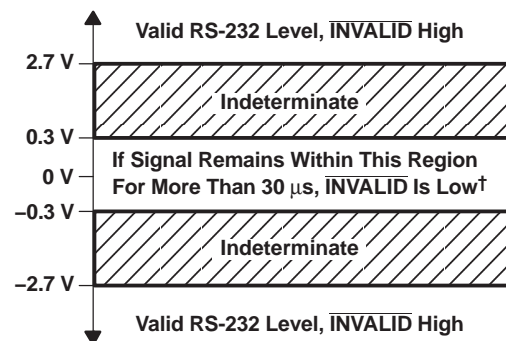 Valid RS-232 Level, INVALID High
2.7 V
Indeterminate
0.3 V
If Signal Remains Within This Region
0 V
For More Than 30 μs, INVALID Is Low†
–0.3 V
Indeterminate
–2.7 V
Valid RS-232 Level, INVALID High